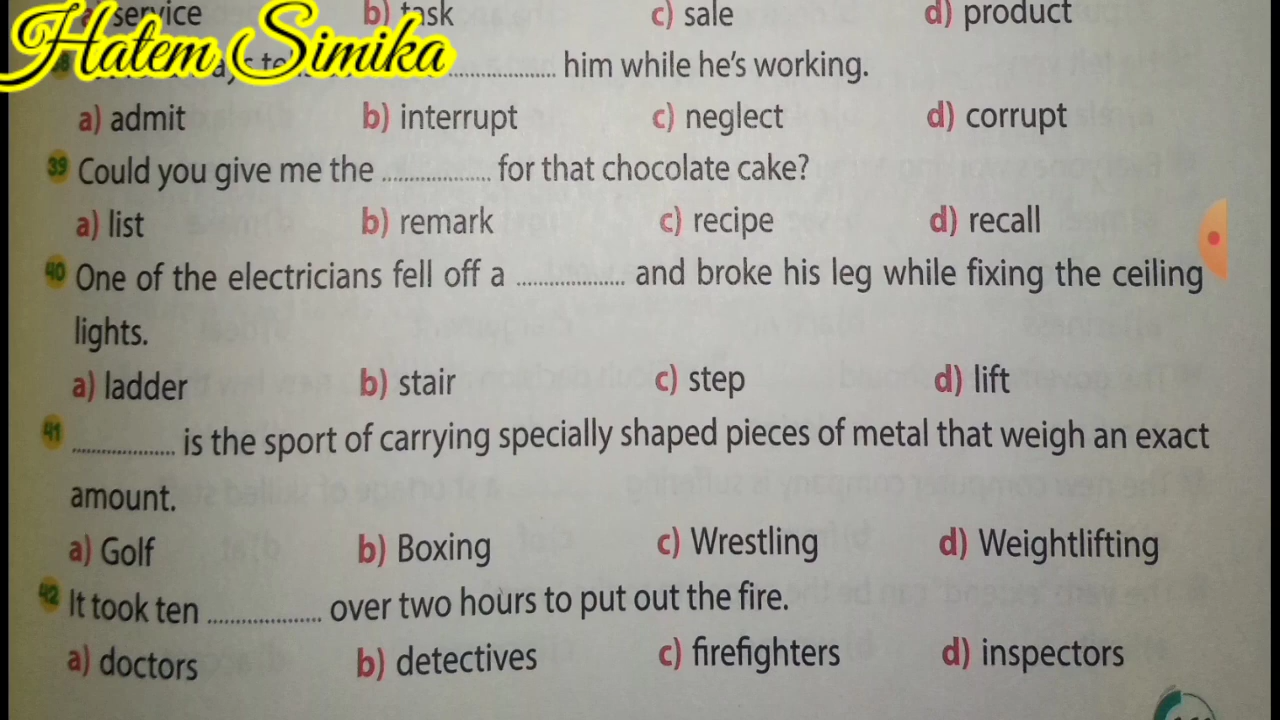 Hatem Simika
a) service b) task c) sale d) product
him while he's working.
a) admit b) interrupt c) neglect d) corrupt
39 Could you give me the .................. for that chocolate cake?
a) list b) remark c) recipe d) recall
40 One of the electricians fell off a .................. and broke his leg while fixing the ceiling
lights.
a) ladder b) stair c) step d) lift
41 .................. is the sport of carrying specially shaped pieces of metal that weigh an exact
amount.
a) Golf b) Boxing c) Wrestling d) Weightlifting
42 It took ten .................. over two hours to put out the fire.
a) doctors b) detectives c) firefighters d) inspectors